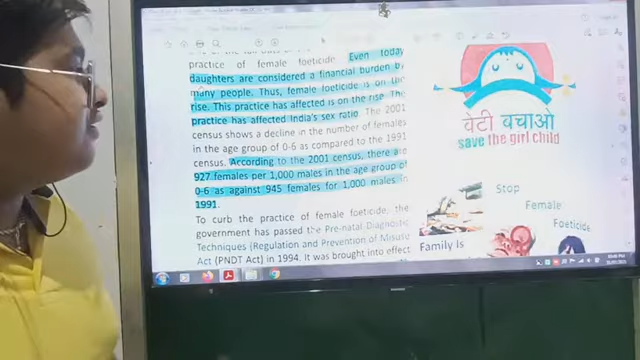 practice of female foeticide Even today
daughters are considered a financial burden by
many people. Thus, female foeticide is on the
rise. This practice has affected is on the rise. The
practice has affected India's sex ratio. The 2001
census shows a decline in the number of females
in the age group of 0-6 as compared to the 1991
census. According to the 2001 census, there are
927 females per 1,000 males in the age group of
0-6 as against 945 females for 1,000 males in
1991.
To curb the practice of female foeticide, the
government has passed the Pre-natal Diagnostic
Techniques (Regulation and Prevention of Misuse
Act (PNDT Act) in 1994. It was brought into effect
बेटी बचाओ
save the girl child
Stop
Female
Foeticide
Family Is